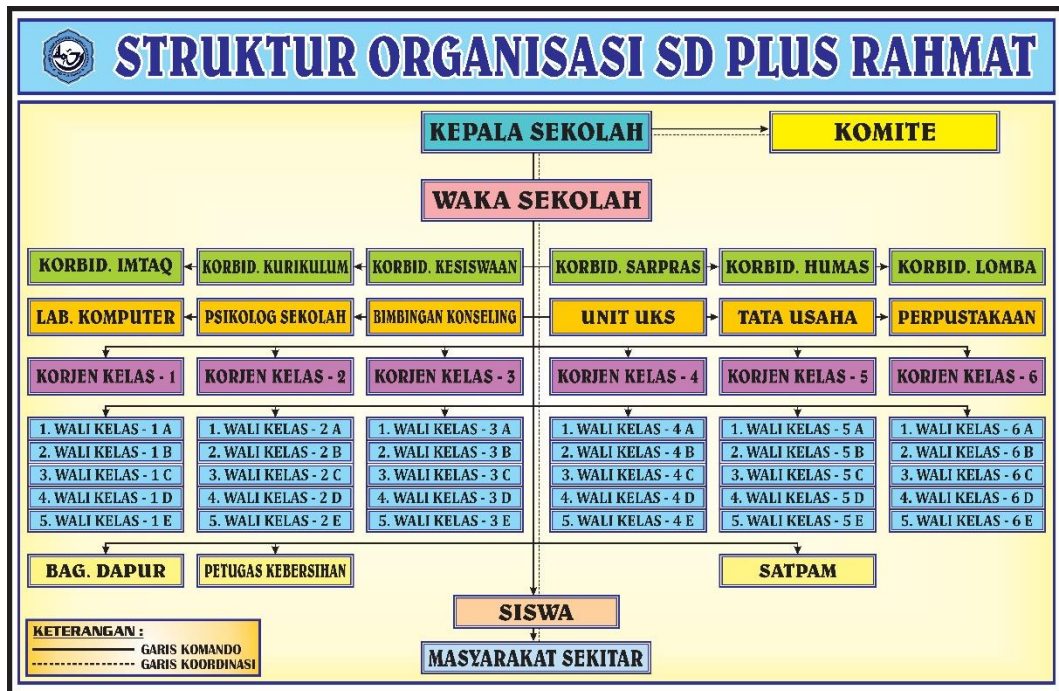 STRUKTUR ORGANISASI SD PLUS RAHMAT
KEPALA SEKOLAH
KOMITE
WAKA SEKOLAH
KORBID. IMTAQ
KORBID. KURIKULUM
KORBID. KESISWAAN
KORBID. SARPRAS
KORBID. HUMAS
KORBID. LOMBA
LAB. KOMPUTER
PSIKOLOG SEKOLAH
BIMBINGAN KONSELING
UNIT UKS
TATA USAHA
PERPUSTAKAAN
KORJEN KELAS - 1
KORJEN KELAS - 2
KORJEN KELAS - 3
KORJEN KELAS - 4
KORJEN KELAS - 5
KORJEN KELAS - 6
1. WALI KELAS - 1 A
2. WALI KELAS - 1 B
3. WALI KELAS - 1 C
4. WALI KELAS - 1 D
5. WALI KELAS - 1 E
1. WALI KELAS - 2 A
2. WALI KELAS - 2 B
3. WALI KELAS - 2 C
4. WALI KELAS - 2 D
5. WALI KELAS - 2 E
1. WALI KELAS - 3 A
2. WALI KELAS - 3 B
3. WALI KELAS - 3 C
4. WALI KELAS - 3 D
5. WALI KELAS - 3 E
1. WALI KELAS - 4 A
2. WALI KELAS - 4 B
3. WALI KELAS - 4 C
4. WALI KELAS - 4 D
5. WALI KELAS - 4 E
1. WALI KELAS - 5 A
2. WALI KELAS - 5 B
3. WALI KELAS - 5 C
4. WALI KELAS - 5 D
5. WALI KELAS - 5 E
1. WALI KELAS - 6 A
2. WALI KELAS - 6 B
3. WALI KELAS - 6 C
4. WALI KELAS - 6 D
5. WALI KELAS - 6 E
BAG. DAPUR
PETUGAS KEBERSIHAN
SATPAM
SISWA
MASYARAKAT SEKITAR
KETERANGAN :
GARIS KOMANDO
GARIS KOORDINASI